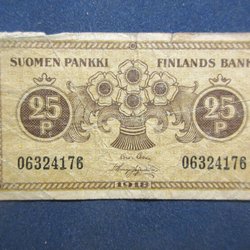 SUOMEN PANKKI FINLANDS BANK
25 P 25 P
06324176 06324176
1918